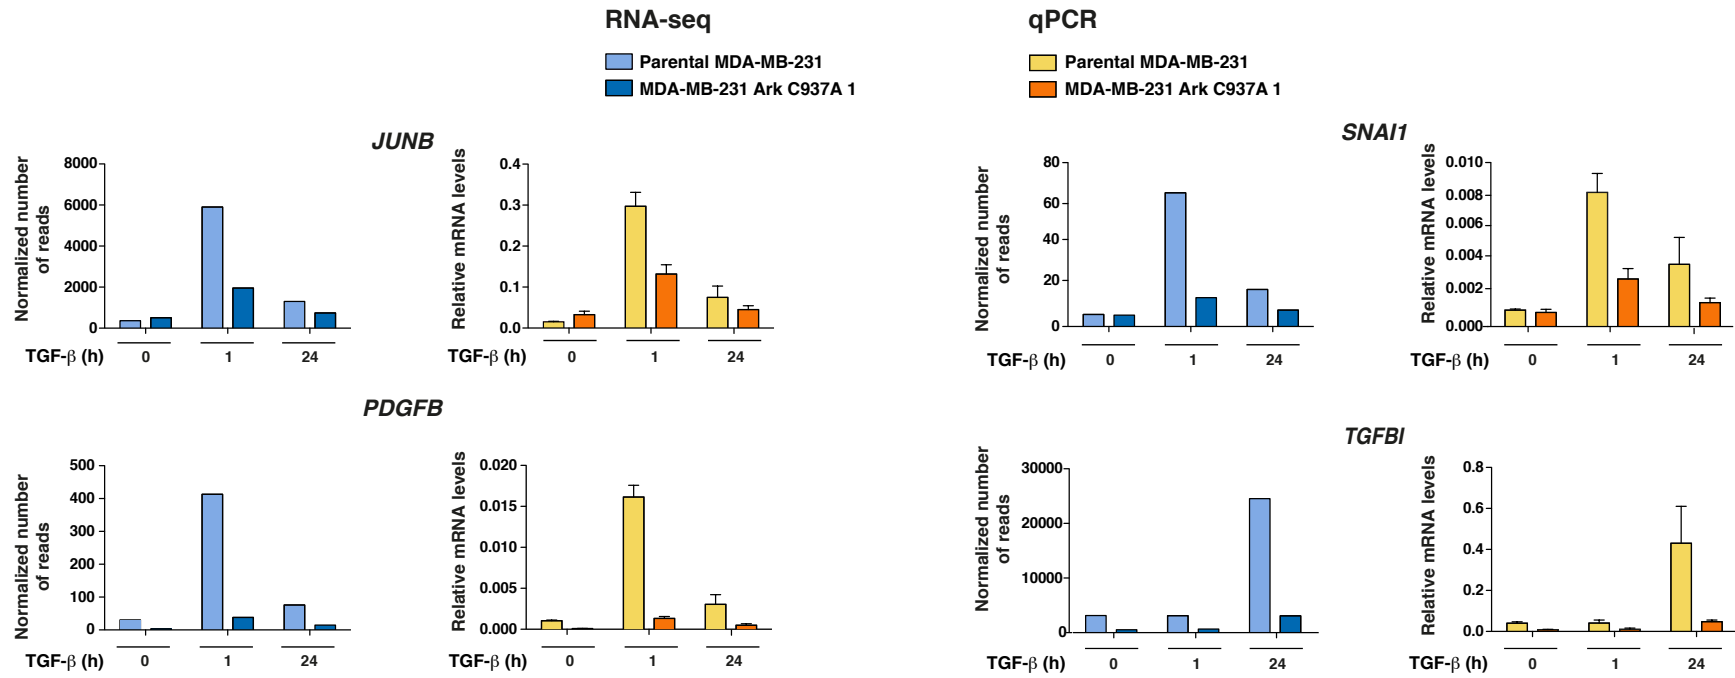 RNA-seq
Parental MDA-MB-231
MDA-MB-231 Ark C937A 1
qPCR
Parental MDA-MB-231
MDA-MB-231 Ark C937A 1
JUNB
Normalized number
of reads
8000
6000
4000
2000
0
TGF-β (h)
0
1
24
Relative mRNA levels
0.4
0.3
0.2
0.1
0.0
TGF-β (h)
0
1
24
SNAI1
Normalized number
of reads
80
60
40
20
0
TGF-β (h)
0
1
24
Relative mRNA levels
0.010
0.008
0.006
0.004
0.002
0.000
TGF-β (h)
0
1
24
PDGFB
Normalized number
of reads
500
400
300
200
100
0
TGF-β (h)
0
1
24
Relative mRNA levels
0.020
0.015
0.010
0.005
0.000
TGF-β (h)
0
1
24
TGFBI
Normalized number
of reads
30000
20000
10000
0
TGF-β (h)
0
1
24
Relative mRNA levels
0.8
0.6
0.4
0.2
0.0
TGF-β (h)
0
1
24